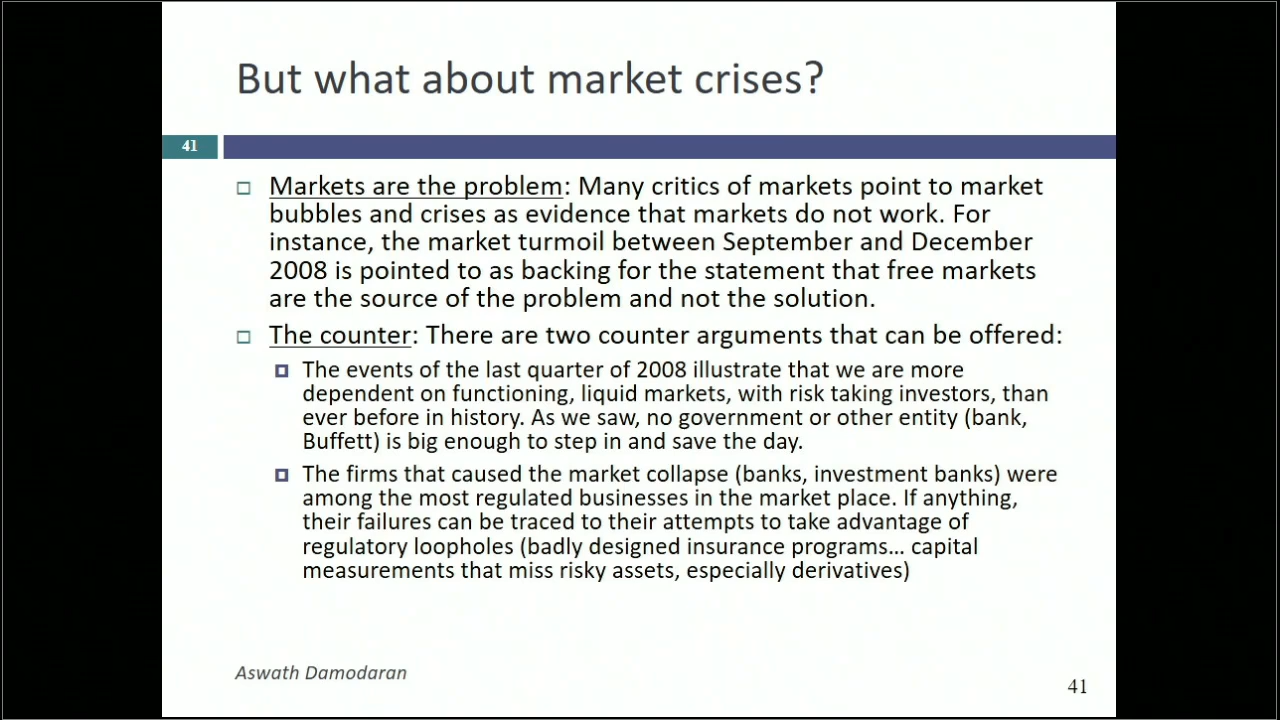 But what about market crises?
41
Markets are the problem: Many critics of markets point to market
bubbles and crises as evidence that markets do not work. For
instance, the market turmoil between September and December
2008 is pointed to as backing for the statement that free markets
are the source of the problem and not the solution.
The counter: There are two counter arguments that can be offered:
The events of the last quarter of 2008 illustrate that we are more
dependent on functioning, liquid markets, with risk taking investors, than
ever before in history. As we saw, no government or other entity (bank,
Buffett) is big enough to step in and save the day.
The firms that caused the market collapse (banks, investment banks) were
among the most regulated businesses in the market place. If anything,
their failures can be traced to their attempts to take advantage of
regulatory loopholes (badly designed insurance programs… capital
measurements that miss risky assets, especially derivatives)
Aswath Damodaran
41